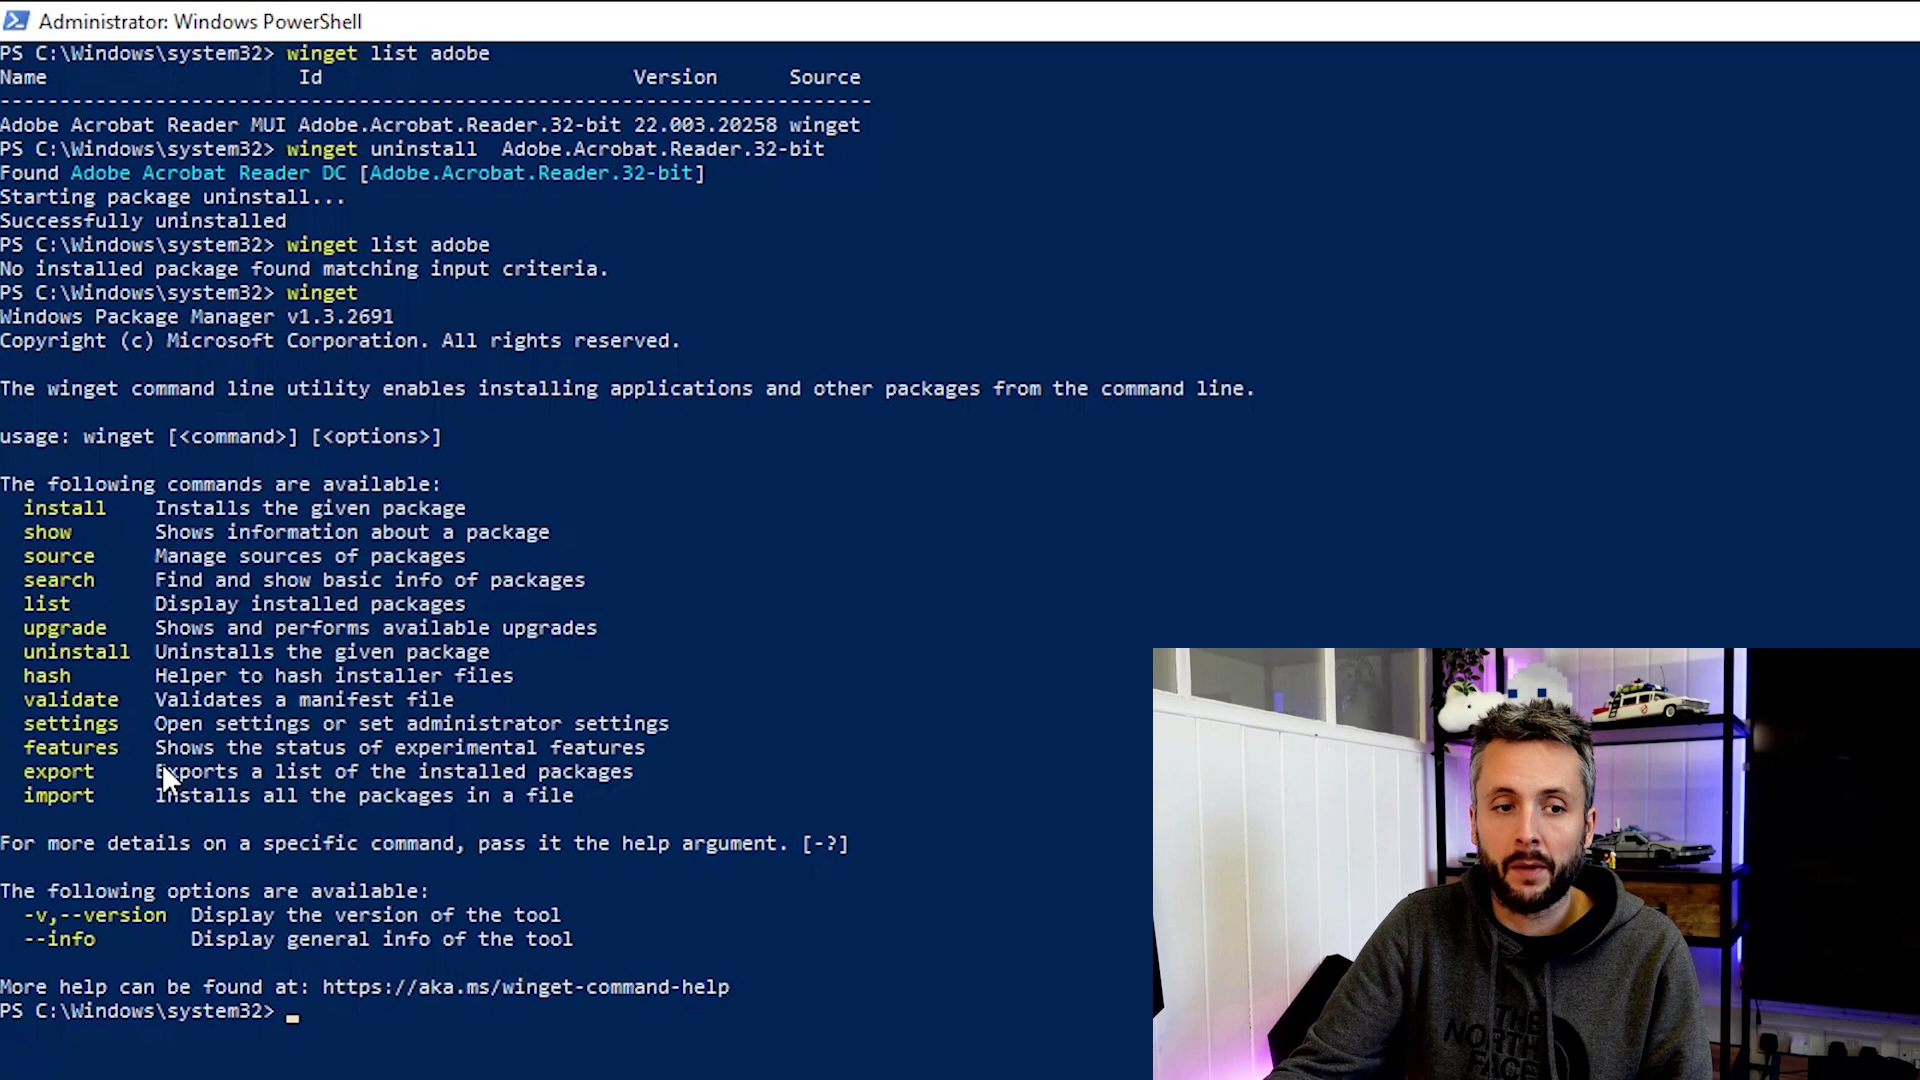 Administrator: Windows PowerShell
PS C:\Windows\system32> winget list adobe
Name Id Version Source
-------------------------------------------------------------------------
Adobe Acrobat Reader MUI Adobe.Acrobat.Reader.32-bit 22.003.20258 winget
PS C:\Windows\system32> winget uninstall  Adobe.Acrobat.Reader.32-bit
Found Adobe Acrobat Reader DC [Adobe.Acrobat.Reader.32-bit]
Starting package uninstall...
Successfully uninstalled
PS C:\Windows\system32> winget list adobe
No installed package found matching input criteria.
PS C:\Windows\system32> winget
Windows Package Manager v1.3.2691
Copyright (c) Microsoft Corporation. All rights reserved.
The winget command line utility enables installing applications and other packages from the command line.
usage: winget [<command>] [<options>]
The following commands are available:
install Installs the given package
show Shows information about a package
source Manage sources of packages
search Find and show basic info of packages
list Display installed packages
upgrade Shows and performs available upgrades
uninstall Uninstalls the given package
hash Helper to hash installer files
validate Validates a manifest file
settings Open settings or set administrator settings
features Shows the status of experimental features
export Exports a list of the installed packages
import Installs all the packages in a file
For more details on a specific command, pass it the help argument. [-?]
The following options are available:
-v,--version Display the version of the tool
--info Display general info of the tool
More help can be found at: https://aka.ms/winget-command-help
PS C:\Windows\system32>
THE
NORTH
FACE